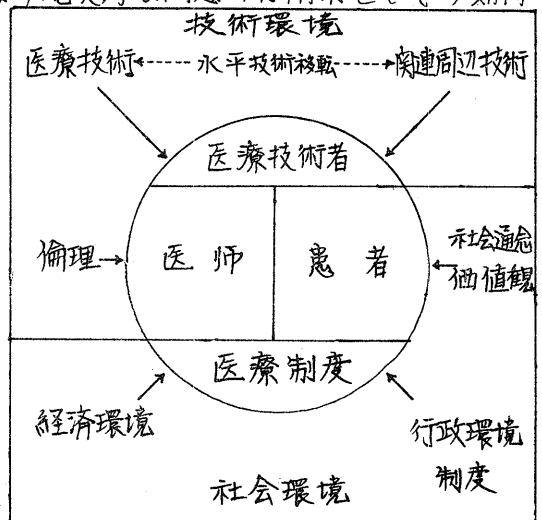 技術環境
医療技術 水平技術移転 関連周辺技術
医療技術者
倫理 医師 患者 社会通念
価値観
医療制度
経済環境 行政環境
制度
社会環境